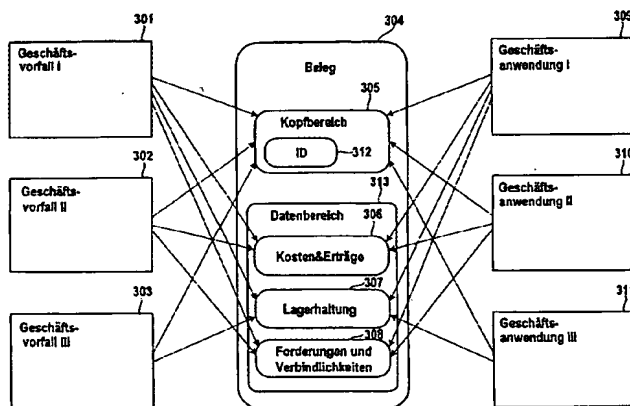 301
304
309
Geschäfts-
vorfall I
Beleg
Geschäfts-
anwendung I
305
Kopfbereich
ID
312
302
310
313
Geschäfts-
vorfall II
Datenbereich
306
Geschäfts-
anwendung II
Kosten&Erträge
307
303
Lagerhaltung
311
308
Geschäfts-
vorfall III
Forderungen und
Verbindlichkeiten
Geschäfts-
anwendung III